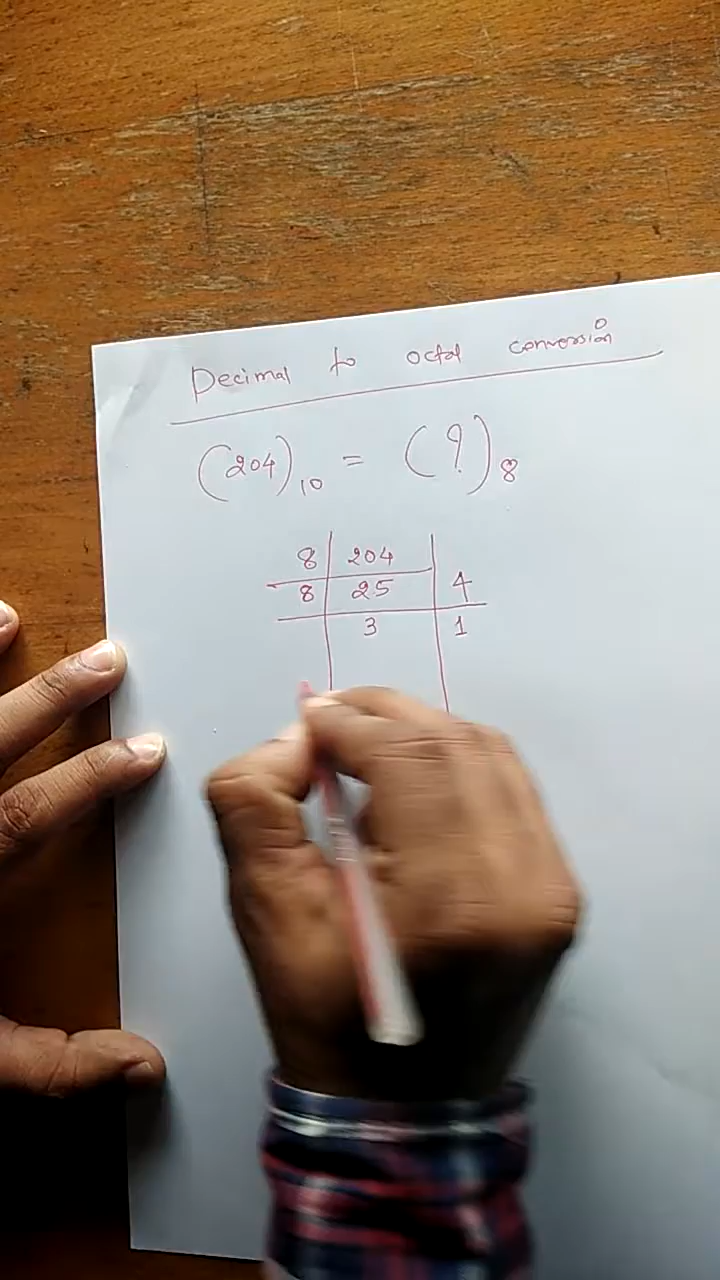 Decimal to octal conversion
(204)10 = (?)8
8 204
8 25 4
3 1